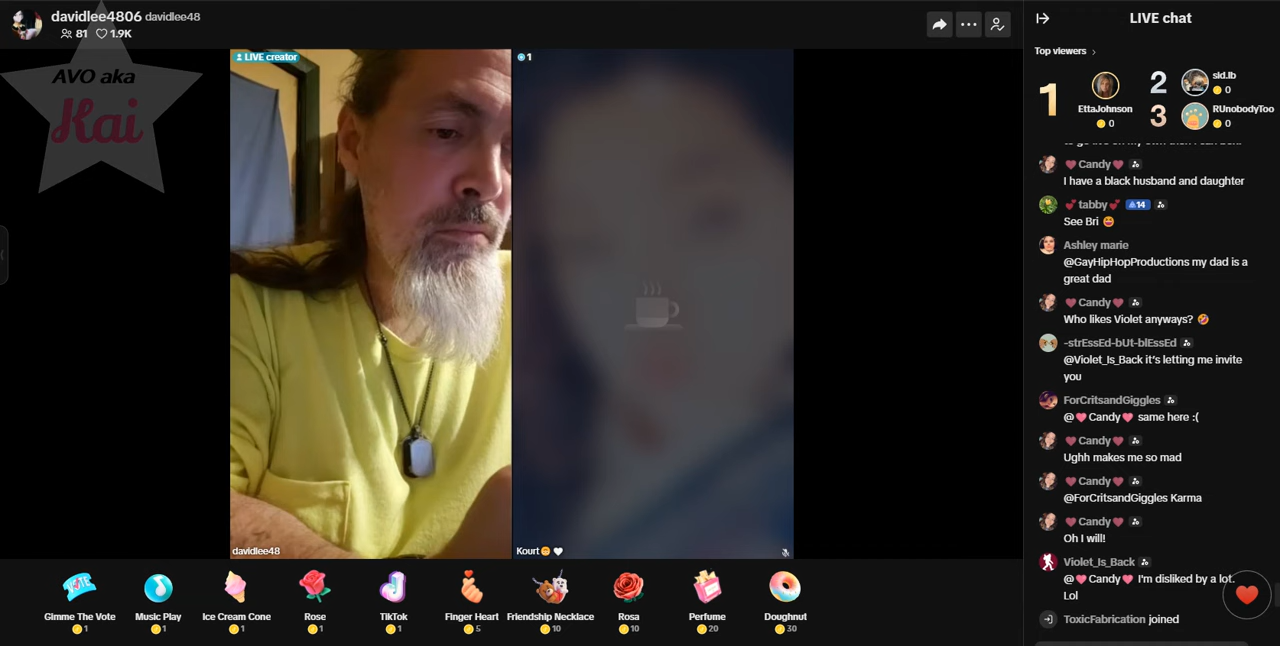 davidlee4806 davidlee48
81 1.9K
AVO aka
Kai
LIVE creator
1
davidlee48
Kourt
Gimme The Vote
1
Music Play
1
Ice Cream Cone
1
Rose
1
TikTok
1
Finger Heart
5
Friendship Necklace
10
Rosa
10
Perfume
20
Doughnut
30
LIVE chat
Top viewers
1
EttaJohnson
0
2
sld.lb
0
3
RUnobodyToo
0
Candy
I have a black husband and daughter
tabby 14
See Bri
Ashley marie
@GayHipHopProductions my dad is a
great dad
Candy
Who likes Violet anyways?
-strEssEd-bUt-blEssEd
@Violet_Is_Back it's letting me invite
you
ForCritsandGiggles
@Candy same here :(
Candy
Ughh makes me so mad
Candy
@ForCritsandGiggles Karma
Candy
Oh I will!
Violet_Is_Back
@Candy I'm disliked by a lot.
Lol
ToxicFabrication joined